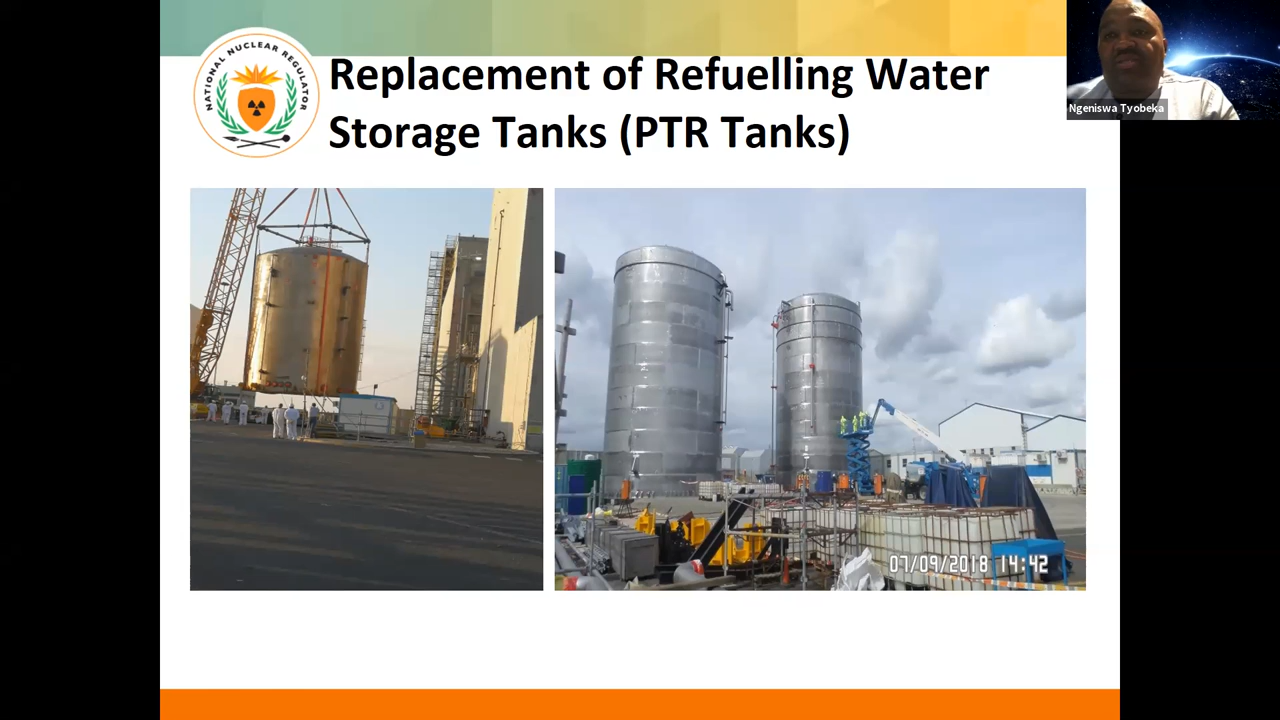 NATIONAL NUCLEAR REGULATOR
Replacement of Refuelling Water
Storage Tanks (PTR Tanks)
Ngeniswa Tyobeka
07/09/2018 14:42